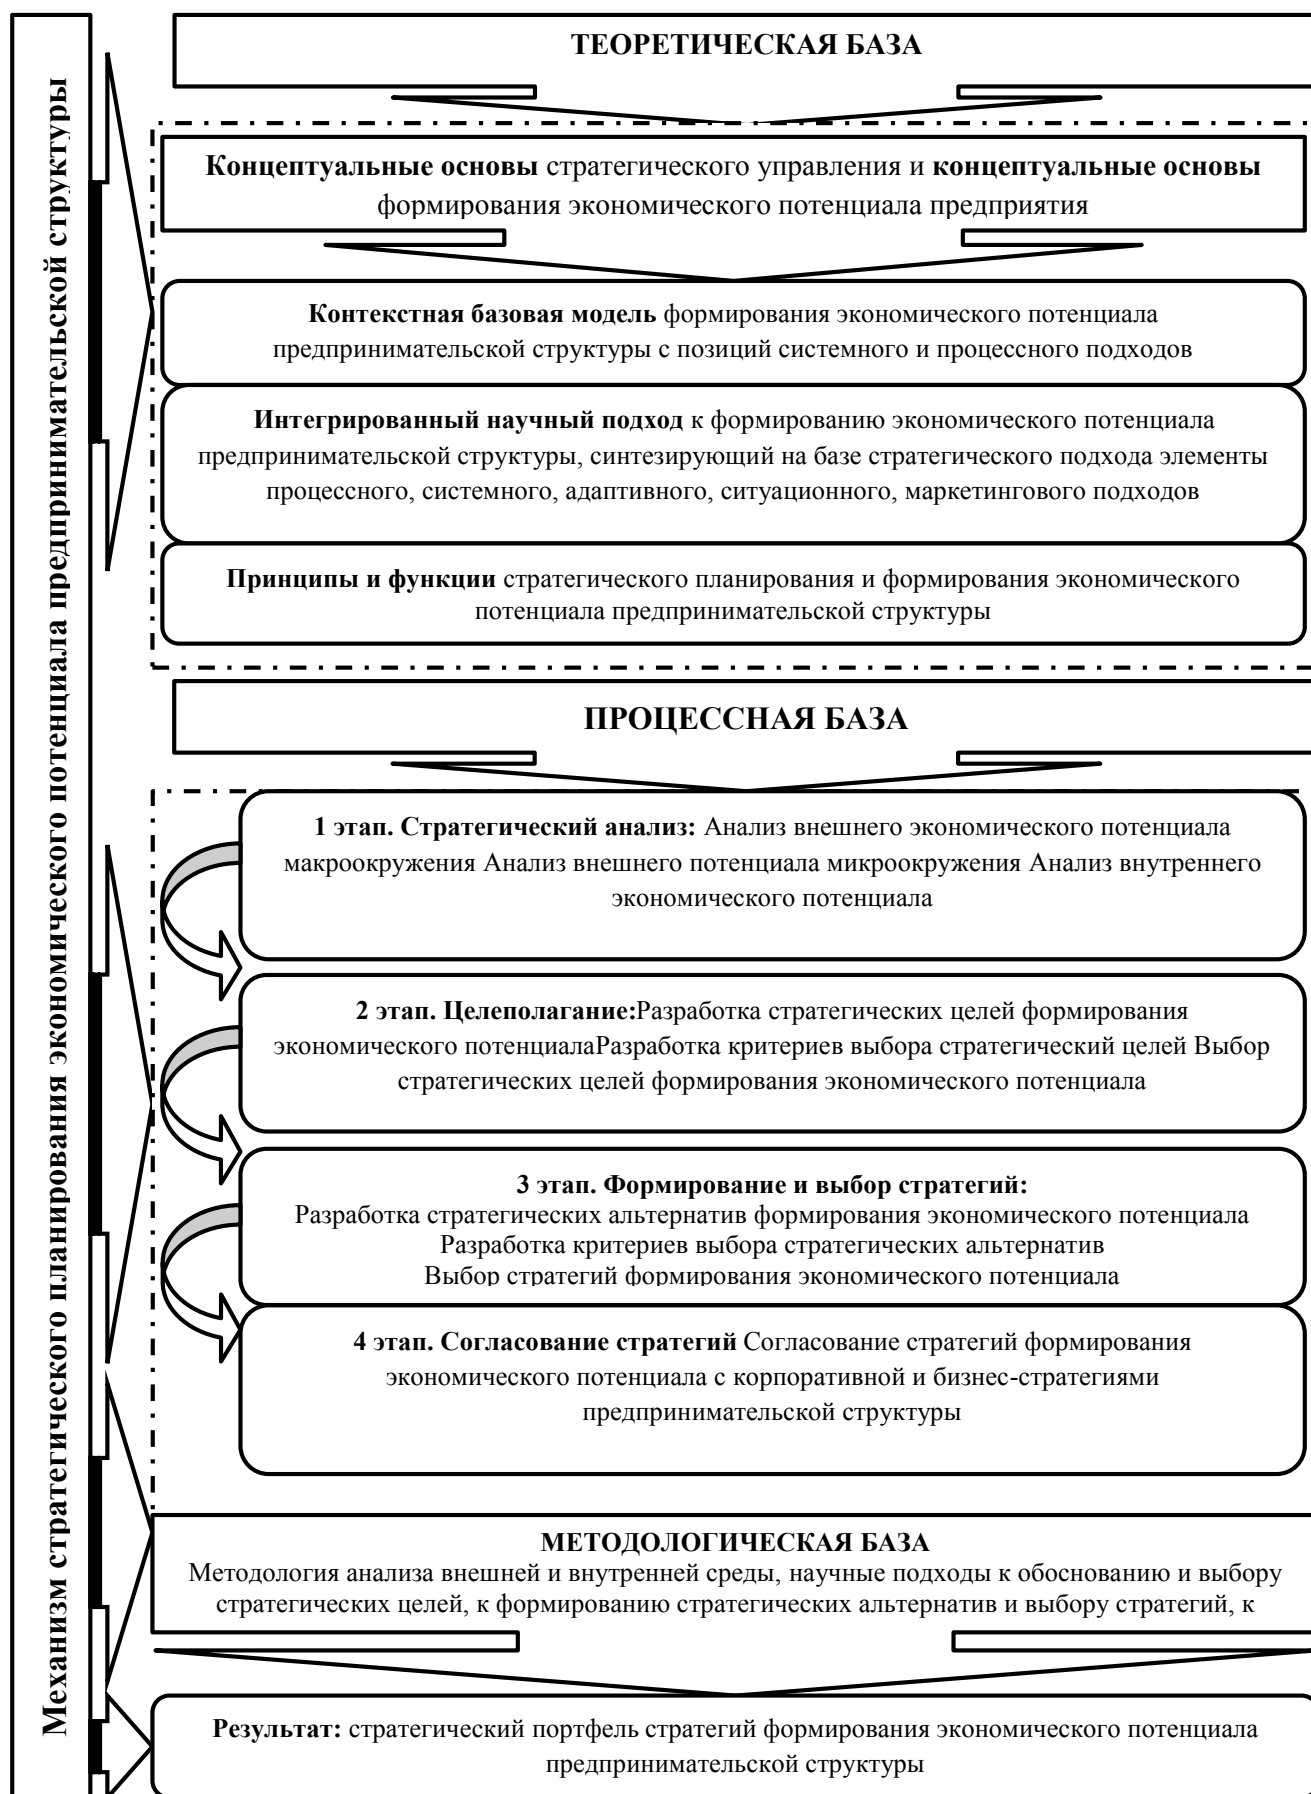 Механизм стратегического планирования экономического потенциала предпринимательской структуры
ТЕОРЕТИЧЕСКАЯ БАЗА
Концептуальные основы стратегического управления и концептуальные основы
формирования экономического потенциала предприятия
Контекстная базовая модель формирования экономического потенциала
предпринимательской структуры с позиций системного и процессного подходов
Интегрированный научный подход к формированию экономического потенциала
предпринимательской структуры, синтезирующий на базе стратегического подхода элементы
процессного, системного, адаптивного, ситуационного, маркетингового подходов
Принципы и функции стратегического планирования и формирования экономического
потенциала предпринимательской структуры
ПРОЦЕССНАЯ БАЗА
1 этап. Стратегический анализ: Анализ внешнего экономического потенциала
макроокружения Анализ внешнего потенциала микроокружения Анализ внутреннего
экономического потенциала
2 этап. Целеполагание:Разработка стратегических целей формирования
экономического потенциалаРазработка критериев выбора стратегический целей Выбор
стратегических целей формирования экономического потенциала
3 этап. Формирование и выбор стратегий:
Разработка стратегических альтернатив формирования экономического потенциала
Разработка критериев выбора стратегических альтернатив
Выбор стратегий формирования экономического потенциала
4 этап. Согласование стратегий Согласование стратегий формирования
экономического потенциала с корпоративной и бизнес-стратегиями
предпринимательской структуры
МЕТОДОЛОГИЧЕСКАЯ БАЗА
Методология анализа внешней и внутренней среды, научные подходы к обоснованию и выбору
стратегических целей, к формированию стратегических альтернатив и выбору стратегий, к
Результат: стратегический портфель стратегий формирования экономического потенциала
предпринимательской структуры